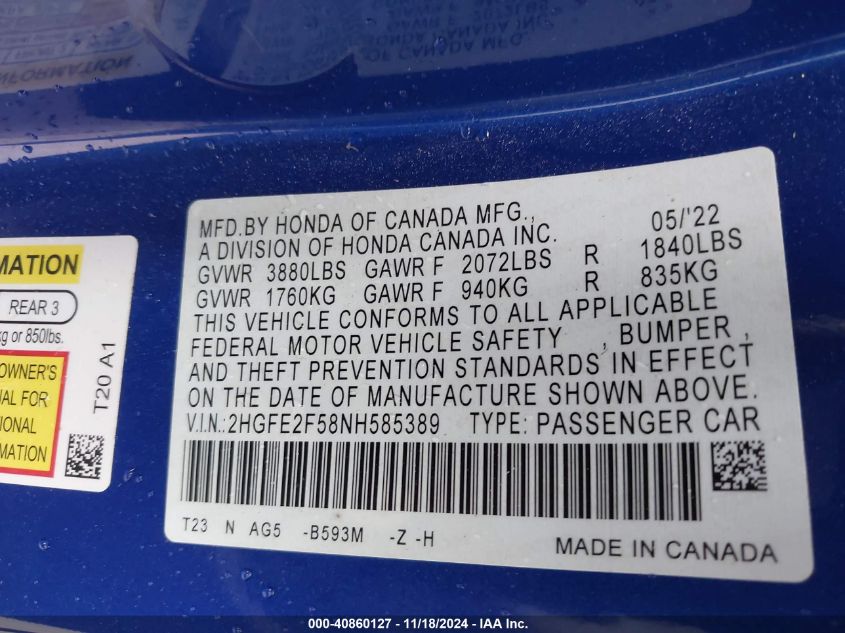 MFD.BY HONDA OF CANADA MFG., 05/'22
A DIVISION OF HONDA CANADA INC.
GVWR 3880LBS GAWR F 2072LBS R 1840LBS
GVWR 1760KG GAWR F 940KG R 835KG
THIS VEHICLE CONFORMS TO ALL APPLICABLE
FEDERAL MOTOR VEHICLE SAFETY , BUMPER ,
AND THEFT PREVENTION STANDARDS IN EFFECT
ON THE DATE OF MANUFACTURE SHOWN ABOVE.
V.I.N.:2HGFE2F58NH585389 TYPE: PASSENGER CAR
T23 N AG5 -B593M -Z -H
MADE IN CANADA
MATION
REAR 3
kg or 850lbs.
OWNER'S
AL FOR
IONAL
RMATION
T20 A1
000-40860127 - 11/18/2024 - IAA Inc.